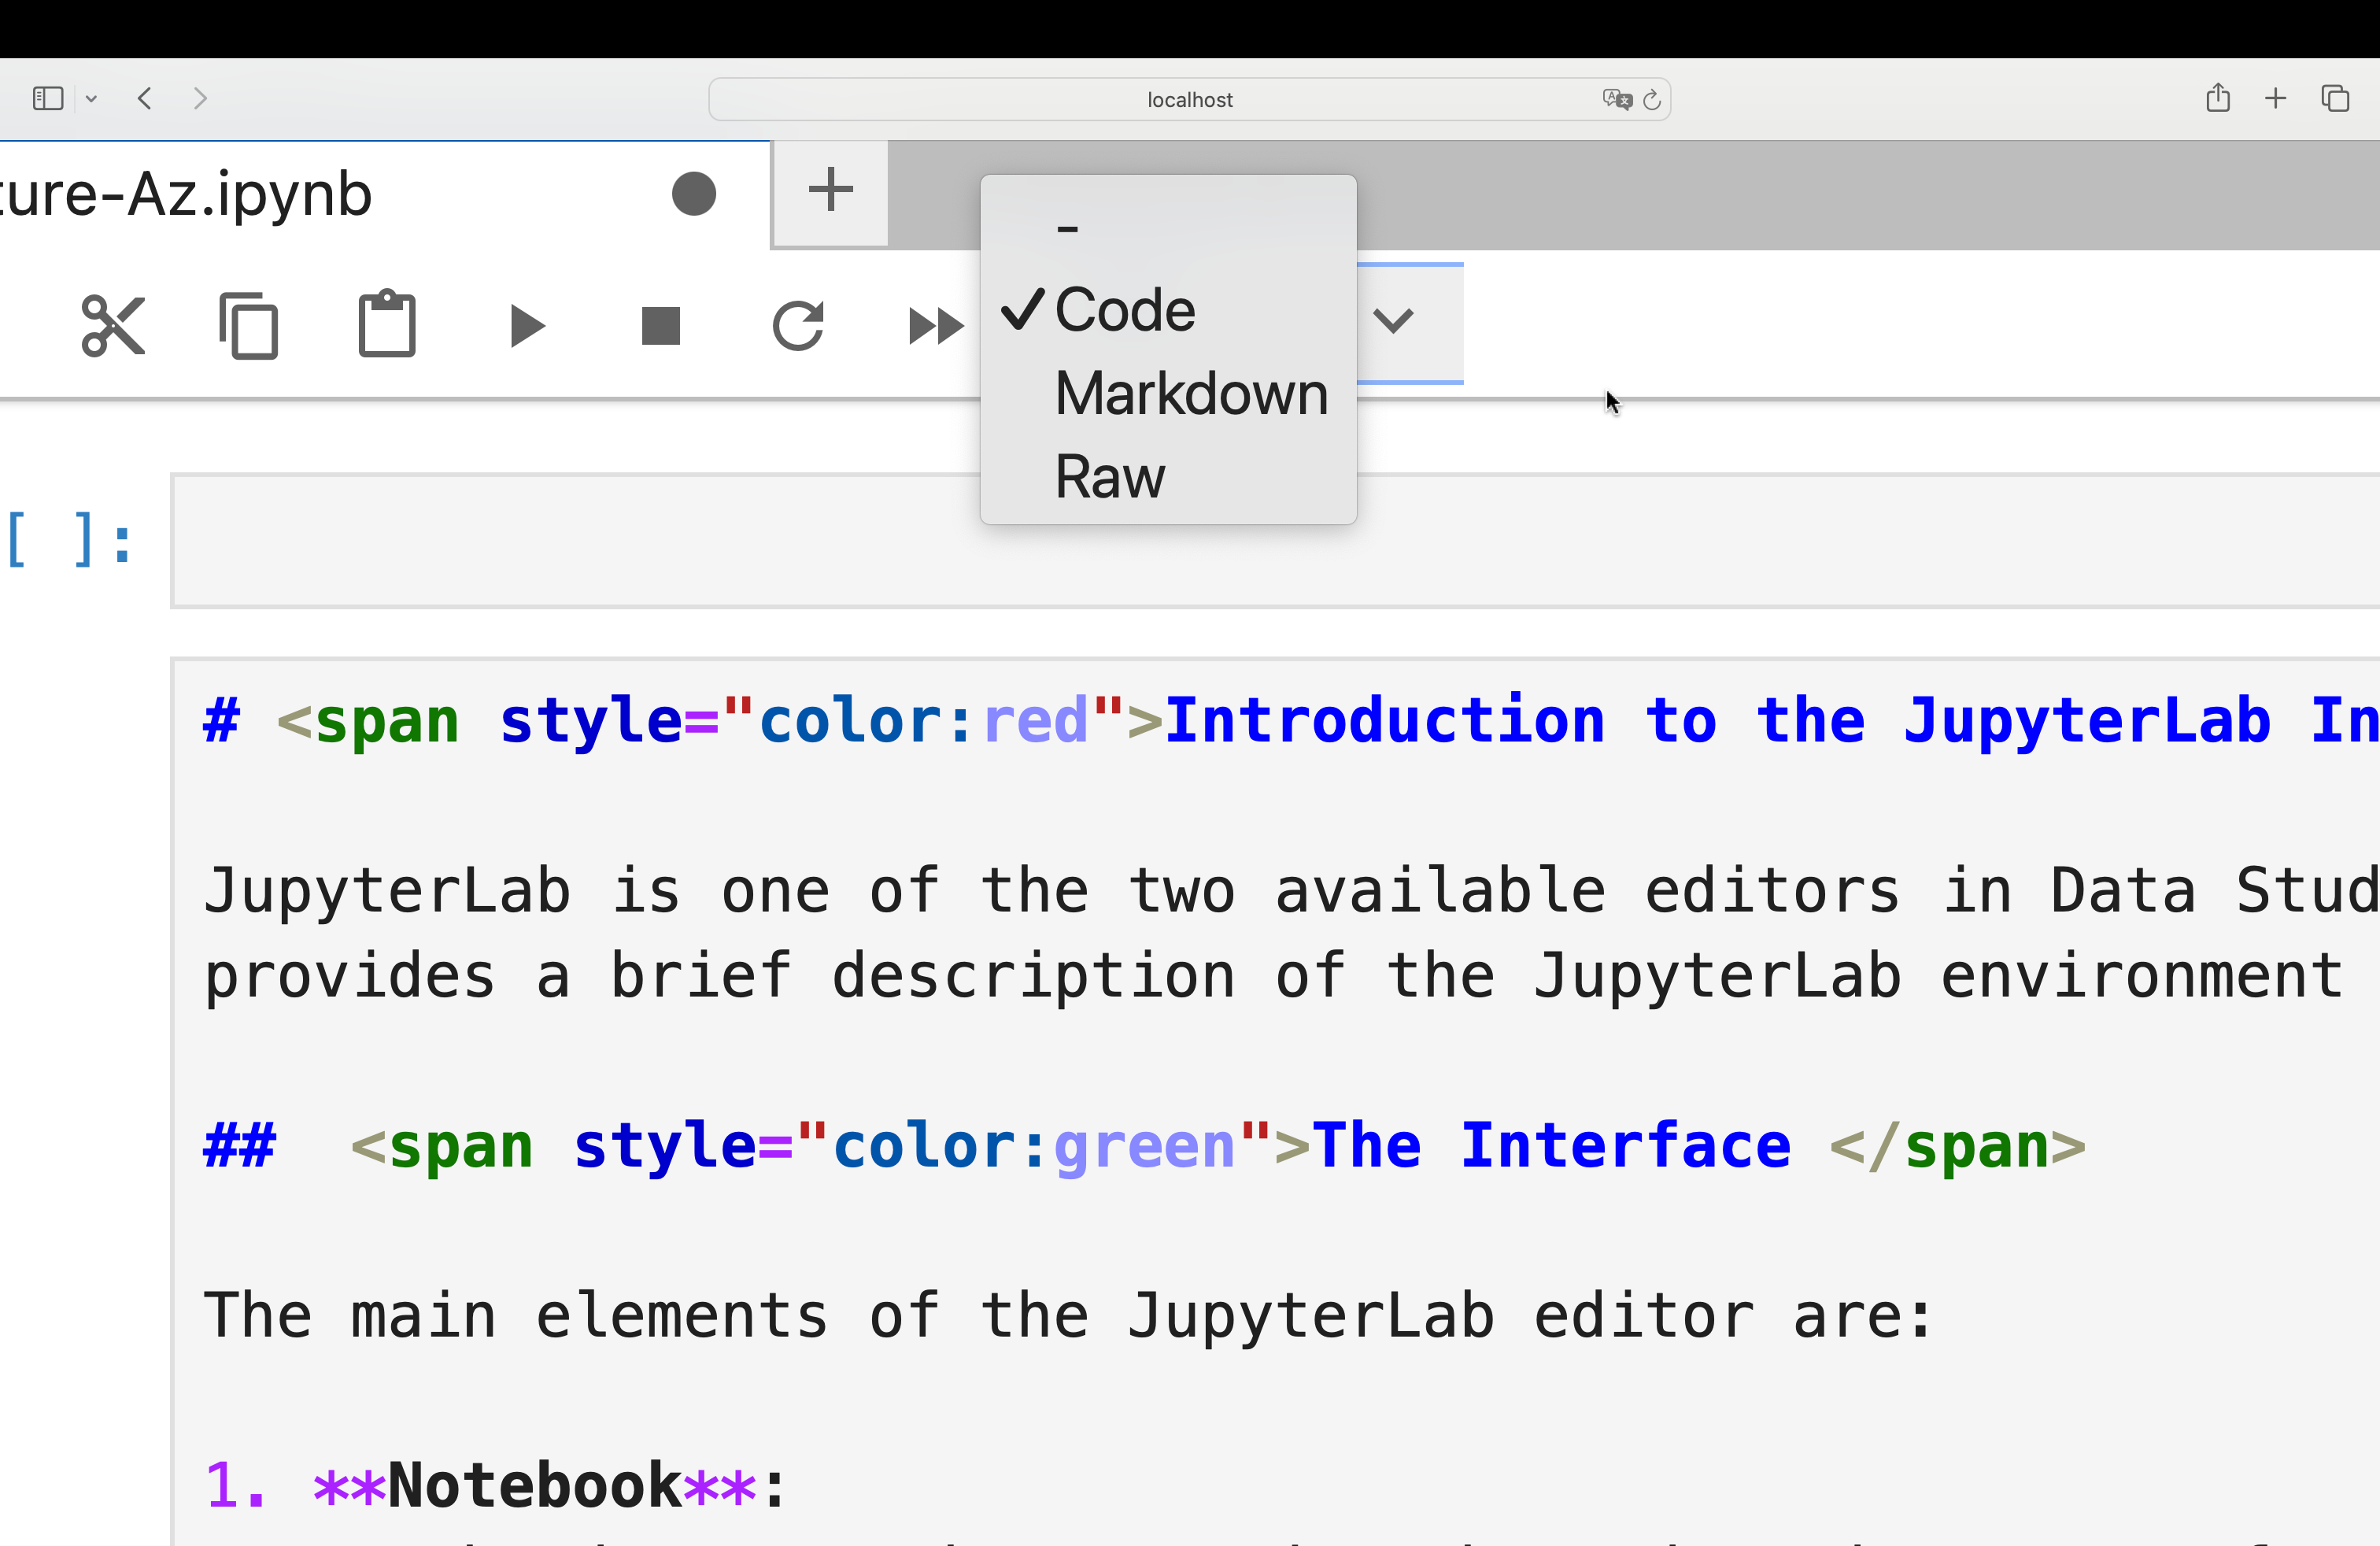 localhost
ture-Az.ipynb
-
Code
Markdown
Raw
[ ]:
# <span style="color:red">Introduction to the JupyterLab In
JupyterLab is one of the two available editors in Data Stud
provides a brief description of the JupyterLab environment
##  <span style="color:green">The Interface </span>
The main elements of the JupyterLab editor are:
1. **Notebook**: